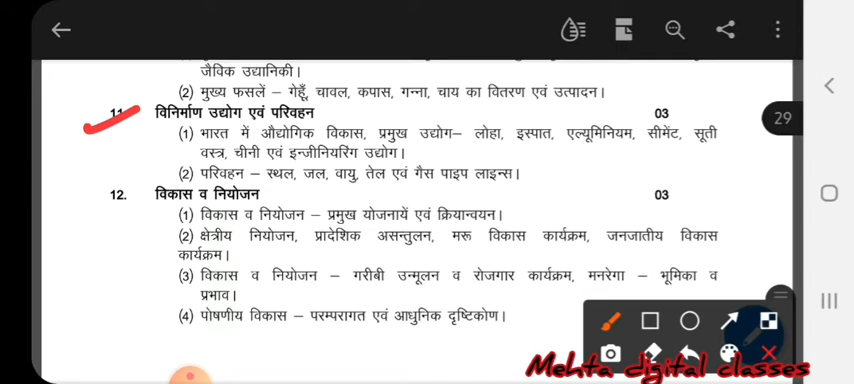 जैविक उद्यानिकी।
(2) मुख्य फसलें – गेहूँ, चावल, कपास, गन्ना, चाय का वितरण एवं उत्पादन।
11. विनिर्माण उद्योग एवं परिवहन 03
29
(1) भारत में औद्योगिक विकास, प्रमुख उद्योग– लोहा, इस्पात, एल्यूमिनियम, सीमेंट, सूती
वस्त्र, चीनी एवं इन्जीनियरिंग उद्योग।
(2) परिवहन – स्थल, जल, वायु, तेल एवं गैस पाइप लाइन्स।
12. विकास व नियोजन 03
(1) विकास व नियोजन – प्रमुख योजनायें एवं क्रियान्वयन।
(2) क्षेत्रीय नियोजन, प्रादेशिक असन्तुलन, मरू विकास कार्यक्रम, जनजातीय विकास
कार्यक्रम।
(3) विकास व नियोजन – गरीबी उन्मूलन व रोजगार कार्यक्रम, मनरेगा – भूमिका व
प्रभाव।
(4) पोषणीय विकास – परम्परागत एवं आधुनिक दृष्टिकोण।
Mehta digital classes